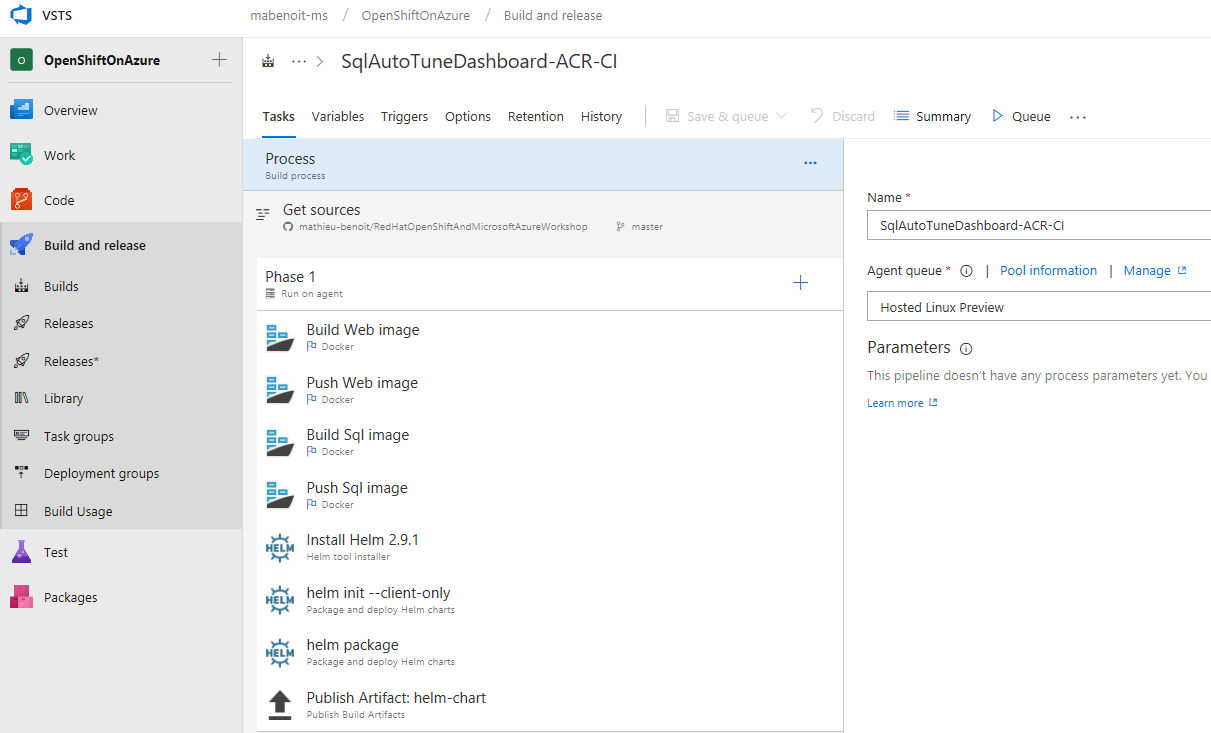 VSTS
mabenoit-ms / OpenShiftOnAzure / Build and release
O OpenShiftOnAzure
Overview
Work
Code
Build and release
Builds
Releases
Releases*
Library
Task groups
Deployment groups
Build Usage
Test
Packages
... > SqlAutoTuneDashboard-ACR-CI
Tasks Variables Triggers Options Retention History Save & queue Discard Summary Queue ...
Process
Build process
Get sources
mathieu-benoit/RedHatOpenShiftAndMicrosoftAzureWorkshop master
Phase 1
Run on agent
Build Web image
Docker
Push Web image
Docker
Build Sql image
Docker
Push Sql image
Docker
HELM Install Helm 2.9.1
Helm tool installer
HELM helm init --client-only
Package and deploy Helm charts
HELM helm package
Package and deploy Helm charts
Publish Artifact: helm-chart
Publish Build Artifacts
Name *
SqlAutoTuneDashboard-ACR-CI
Agent queue * | Pool information | Manage
Hosted Linux Preview
Parameters
This pipeline doesn't have any process parameters yet. You
Learn more